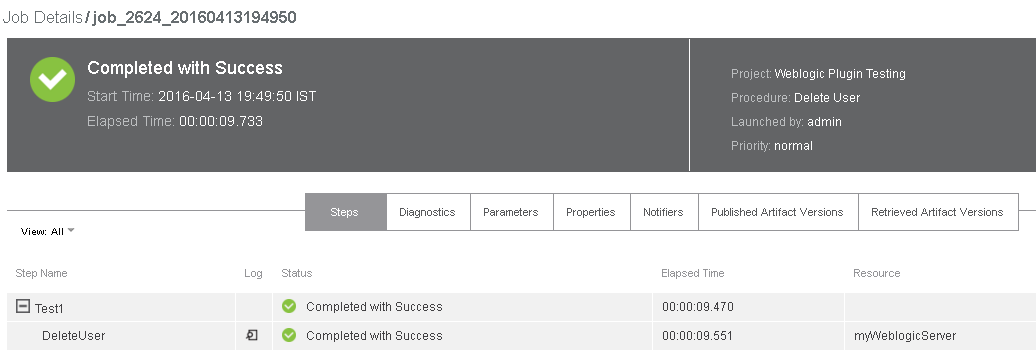 Job Details / job_2624_20160413194950
Completed with Success
Start Time: 2016-04-13 19:49:50 IST
Elapsed Time: 00:00:09.733
Project: Weblogic Plugin Testing
Procedure: Delete User
Launched by: admin
Priority: normal
Steps Diagnostics Parameters Properties Notifiers Published Artifact Versions Retrieved Artifact Versions
View: All
Step Name Log Status Elapsed Time Resource
Test1 Completed with Success 00:00:09.470
DeleteUser Completed with Success 00:00:09.551 myWeblogicServer